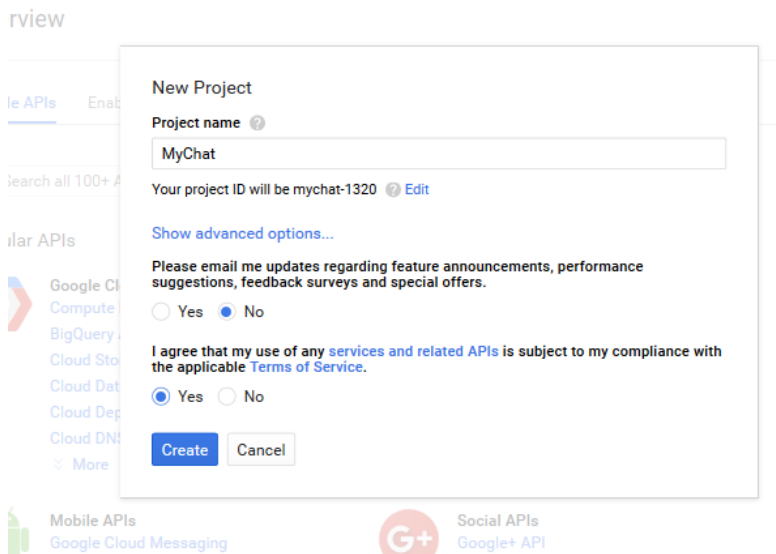 rview
New Project
le APIs
Enab
Project name ?
MyChat
Search all 100+ A
Your project ID will be mychat-1320 ? Edit
ular APIs
Show advanced options...
Please email me updates regarding feature announcements, performance
suggestions, feedback surveys and special offers.
Google Cl
Compute
Yes No
BigQuery A
I agree that my use of any services and related APIs is subject to my compliance with
the applicable Terms of Service.
Cloud Sto
Cloud Dat
Yes No
Cloud Dep
Cloud DNS
Create Cancel
More
Mobile APIs
Google Cloud Messaging
G+
Social APIs
Google+ API